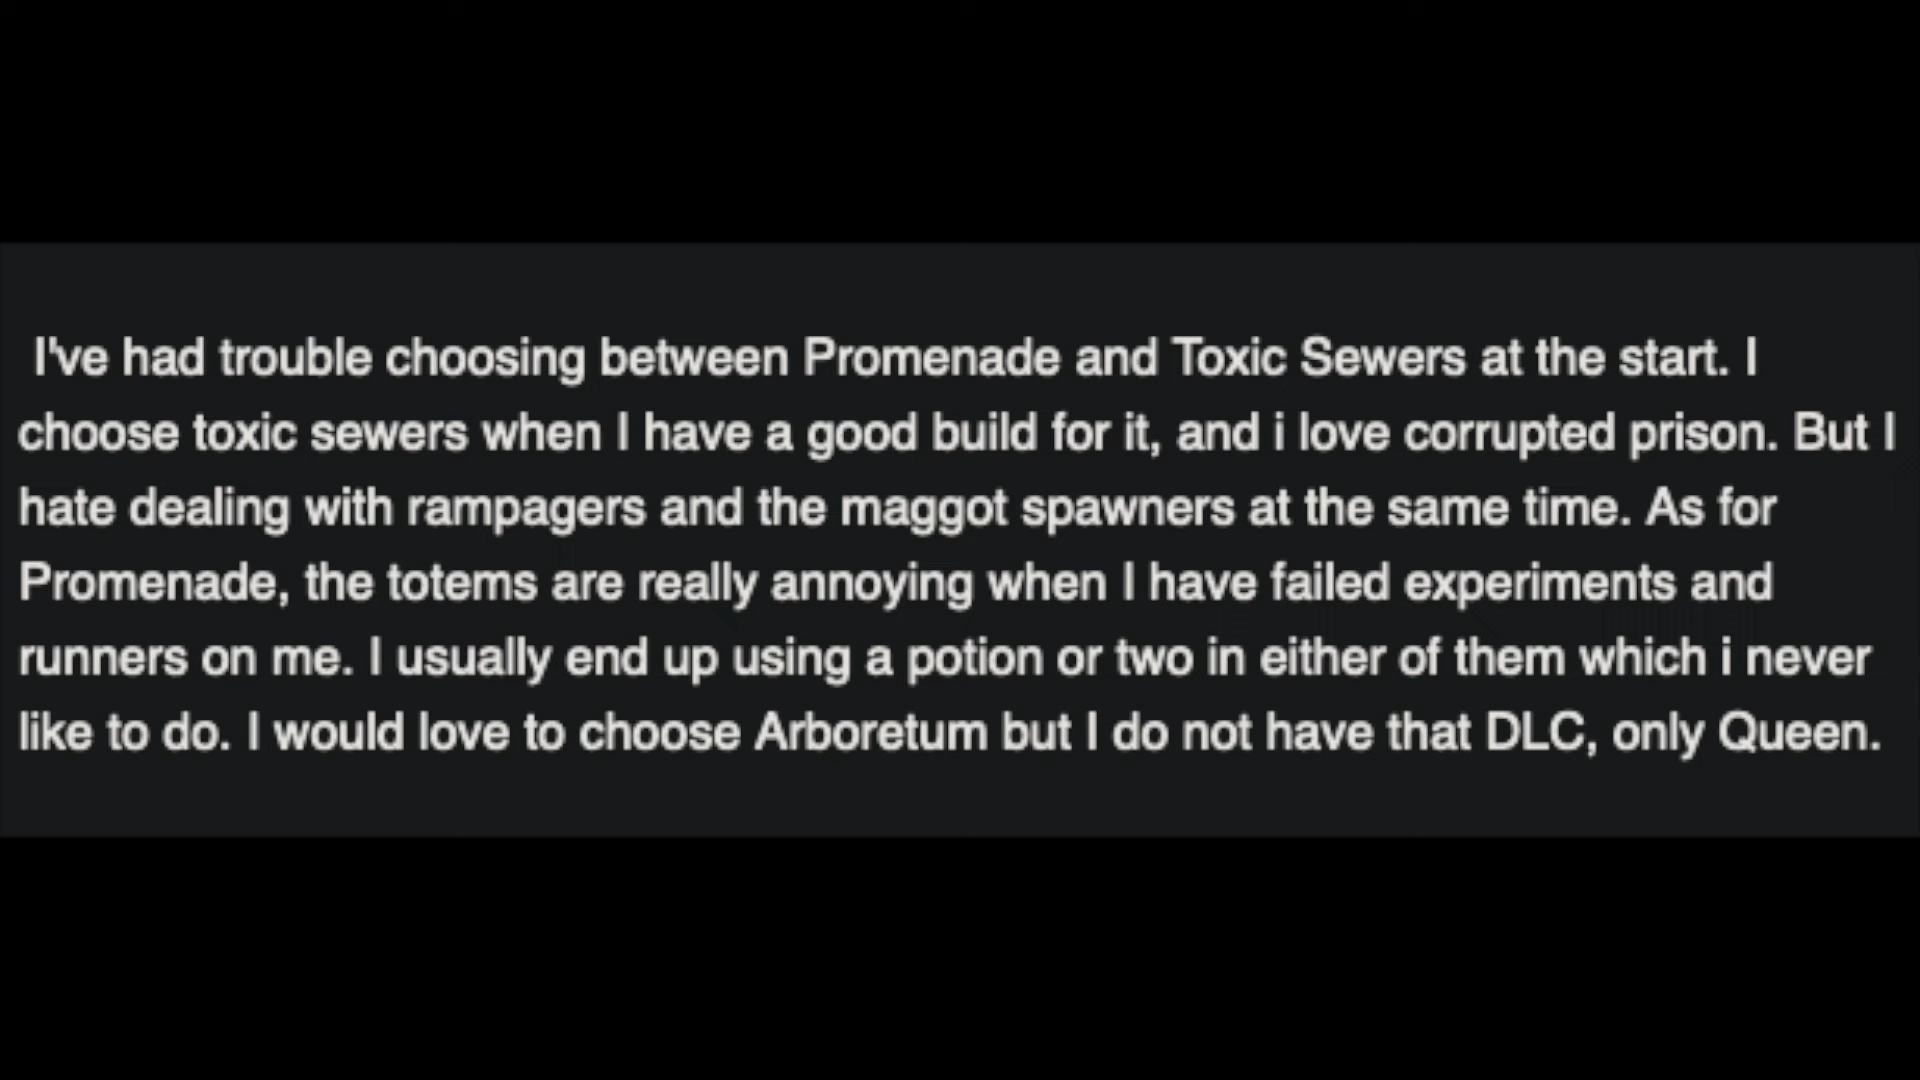 I've had trouble choosing between Promenade and Toxic Sewers at the start. I
choose toxic sewers when I have a good build for it, and i love corrupted prison. But I
hate dealing with rampagers and the maggot spawners at the same time. As for
Promenade, the totems are really annoying when I have failed experiments and
runners on me. I usually end up using a potion or two in either of them which i never
like to do. I would love to choose Arboretum but I do not have that DLC, only Queen.